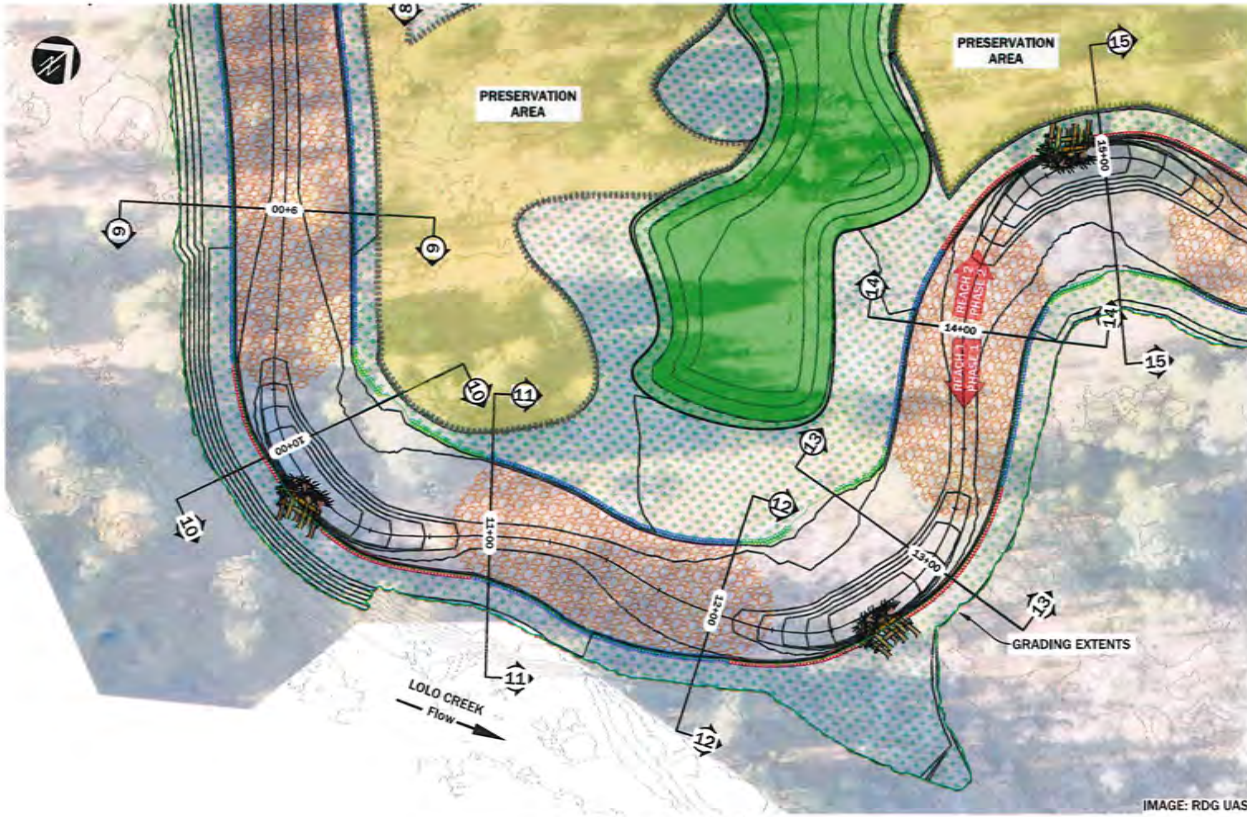 8
N
PRESERVATION
AREA
PRESERVATION
AREA
15
15+00
9
9+00
9
14
REACH 2
PHASE 2
14+00
REACH 1
PHASE 1
14
15
10
11
10+00
13
12
10
11+00
13+00
12+00
13
GRADING EXTENTS
11
LOLO CREEK
Flow
12
IMAGE: RDG UAS